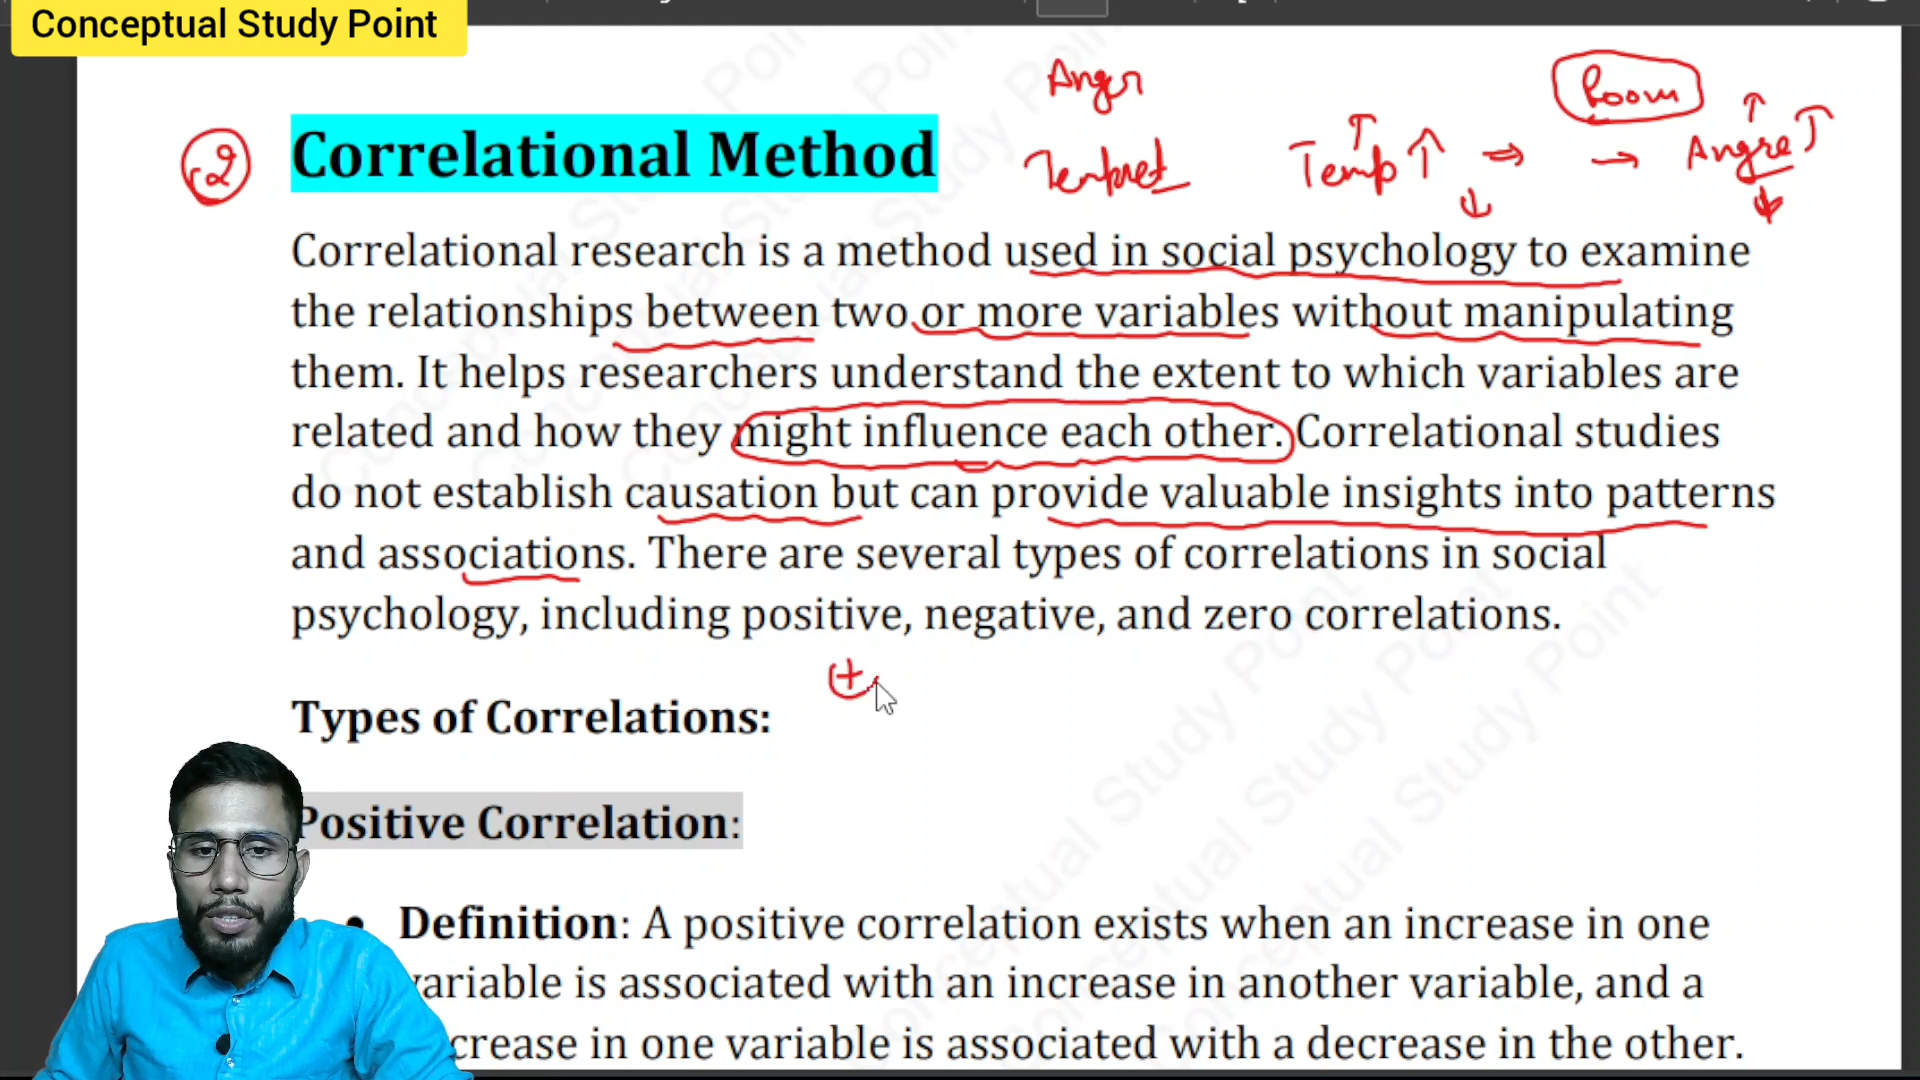 Conceptual Study Point
Angr
Room
2
Correlational Method
Temp
Angre
Correlational research is a method used in social psychology to examine
the relationships between two or more variables without manipulating
them. It helps researchers understand the extent to which variables are
related and how they might influence each other. Correlational studies
do not establish causation but can provide valuable insights into patterns
and associations. There are several types of correlations in social
psychology, including positive, negative, and zero correlations.
+
Types of Correlations:
Positive Correlation:
• Definition: A positive correlation exists when an increase in one
variable is associated with an increase in another variable, and a
crease in one variable is associated with a decrease in the other.